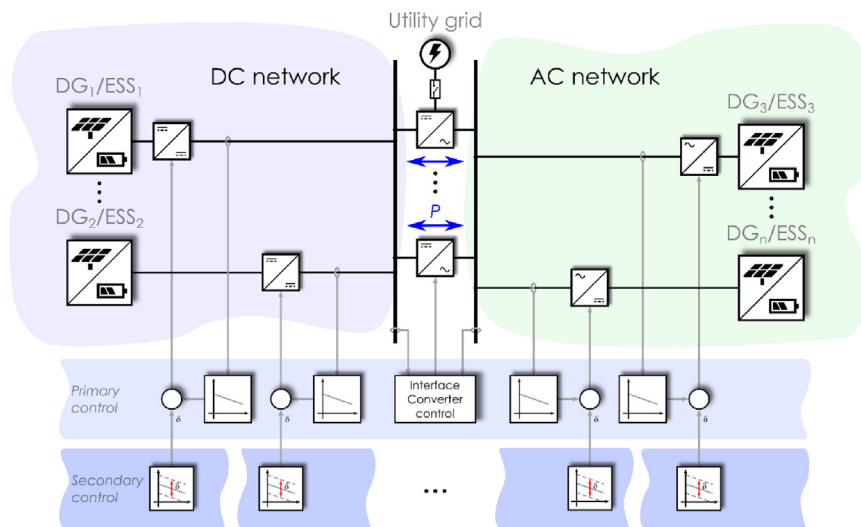 Utility grid
DC network
AC network
DG1/ESS1
DG3/ESS3
P
DG2/ESS2
DGn/ESSn
Primary
control
Interface
Converter
control
δ
δ
δ
δ
Secondary
control
δ
δ
...
δ
δ